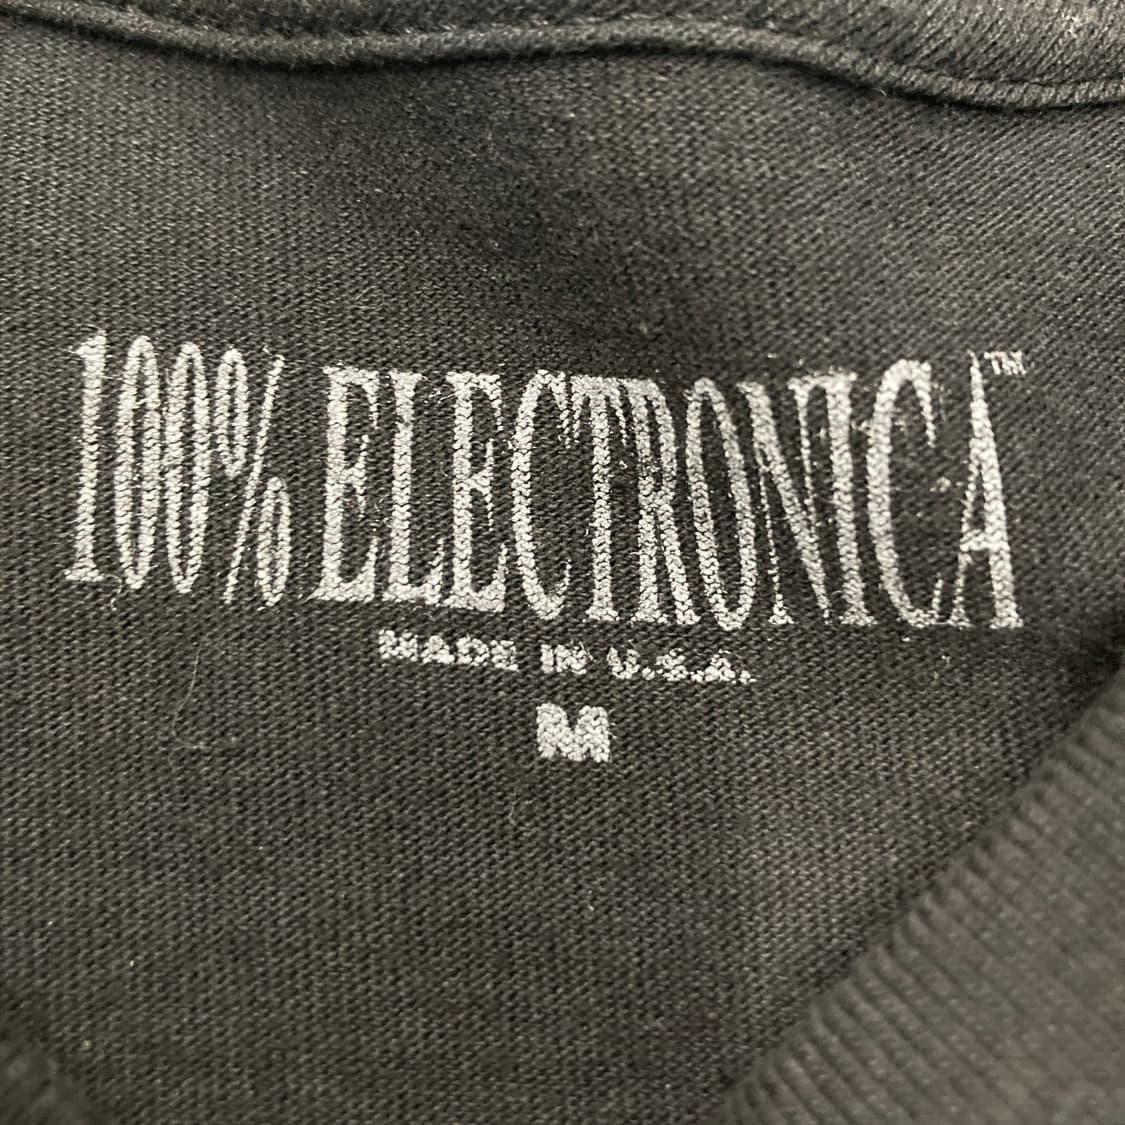 100% ELECTRONICA™
MADE IN U.S.A.
M